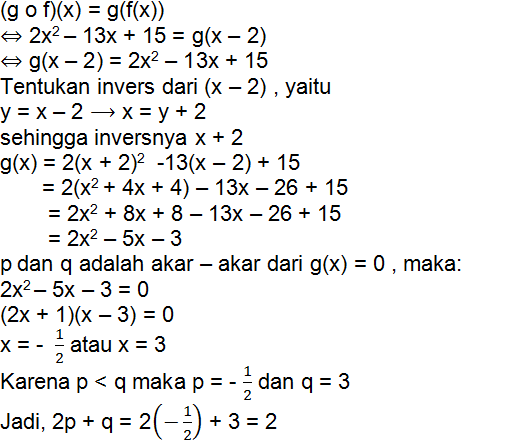 (g o f)(x) = g(f(x))
⇔ 2x² – 13x + 15 = g(x – 2)
⇔ g(x – 2) = 2x² – 13x + 15
Tentukan invers dari (x – 2) , yaitu
y = x – 2 → x = y + 2
sehingga inversnya x + 2
g(x) = 2(x + 2)² -13(x – 2) + 15
= 2(x² + 4x + 4) – 13x – 26 + 15
= 2x² + 8x + 8 – 13x – 26 + 15
= 2x² – 5x – 3
p dan q adalah akar – akar dari g(x) = 0 , maka:
2x² – 5x – 3 = 0
(2x + 1)(x – 3) = 0
x = - 1/2 atau x = 3
Karena p < q maka p = - 1/2 dan q = 3
Jadi, 2p + q = 2(–1/2) + 3 = 2